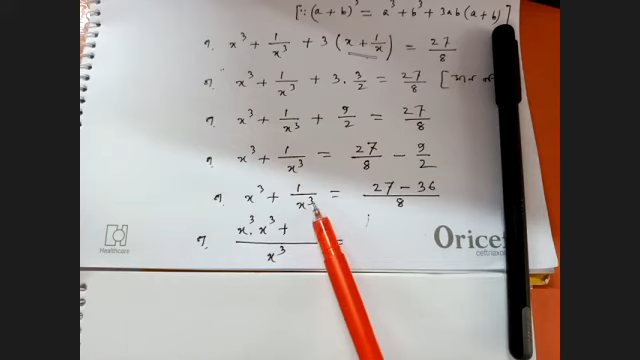 [∵ (a + b)³ = a³ + b³ + 3ab(a + b)]
বা, x³ + 1/x³ + 3(x + 1/x) = 27/8
বা, x³ + 1/x³ + 3·3/2 = 27/8 [মান
বা, x³ + 1/x³ + 9/2 = 27/8
বা, x³ + 1/x³ = 27/8 − 9/2
বা, x³ + 1/x³ = 27 − 36/8
বা, x³·x³ + /x³ =
Healthcare
Oricef
ceftriaxo